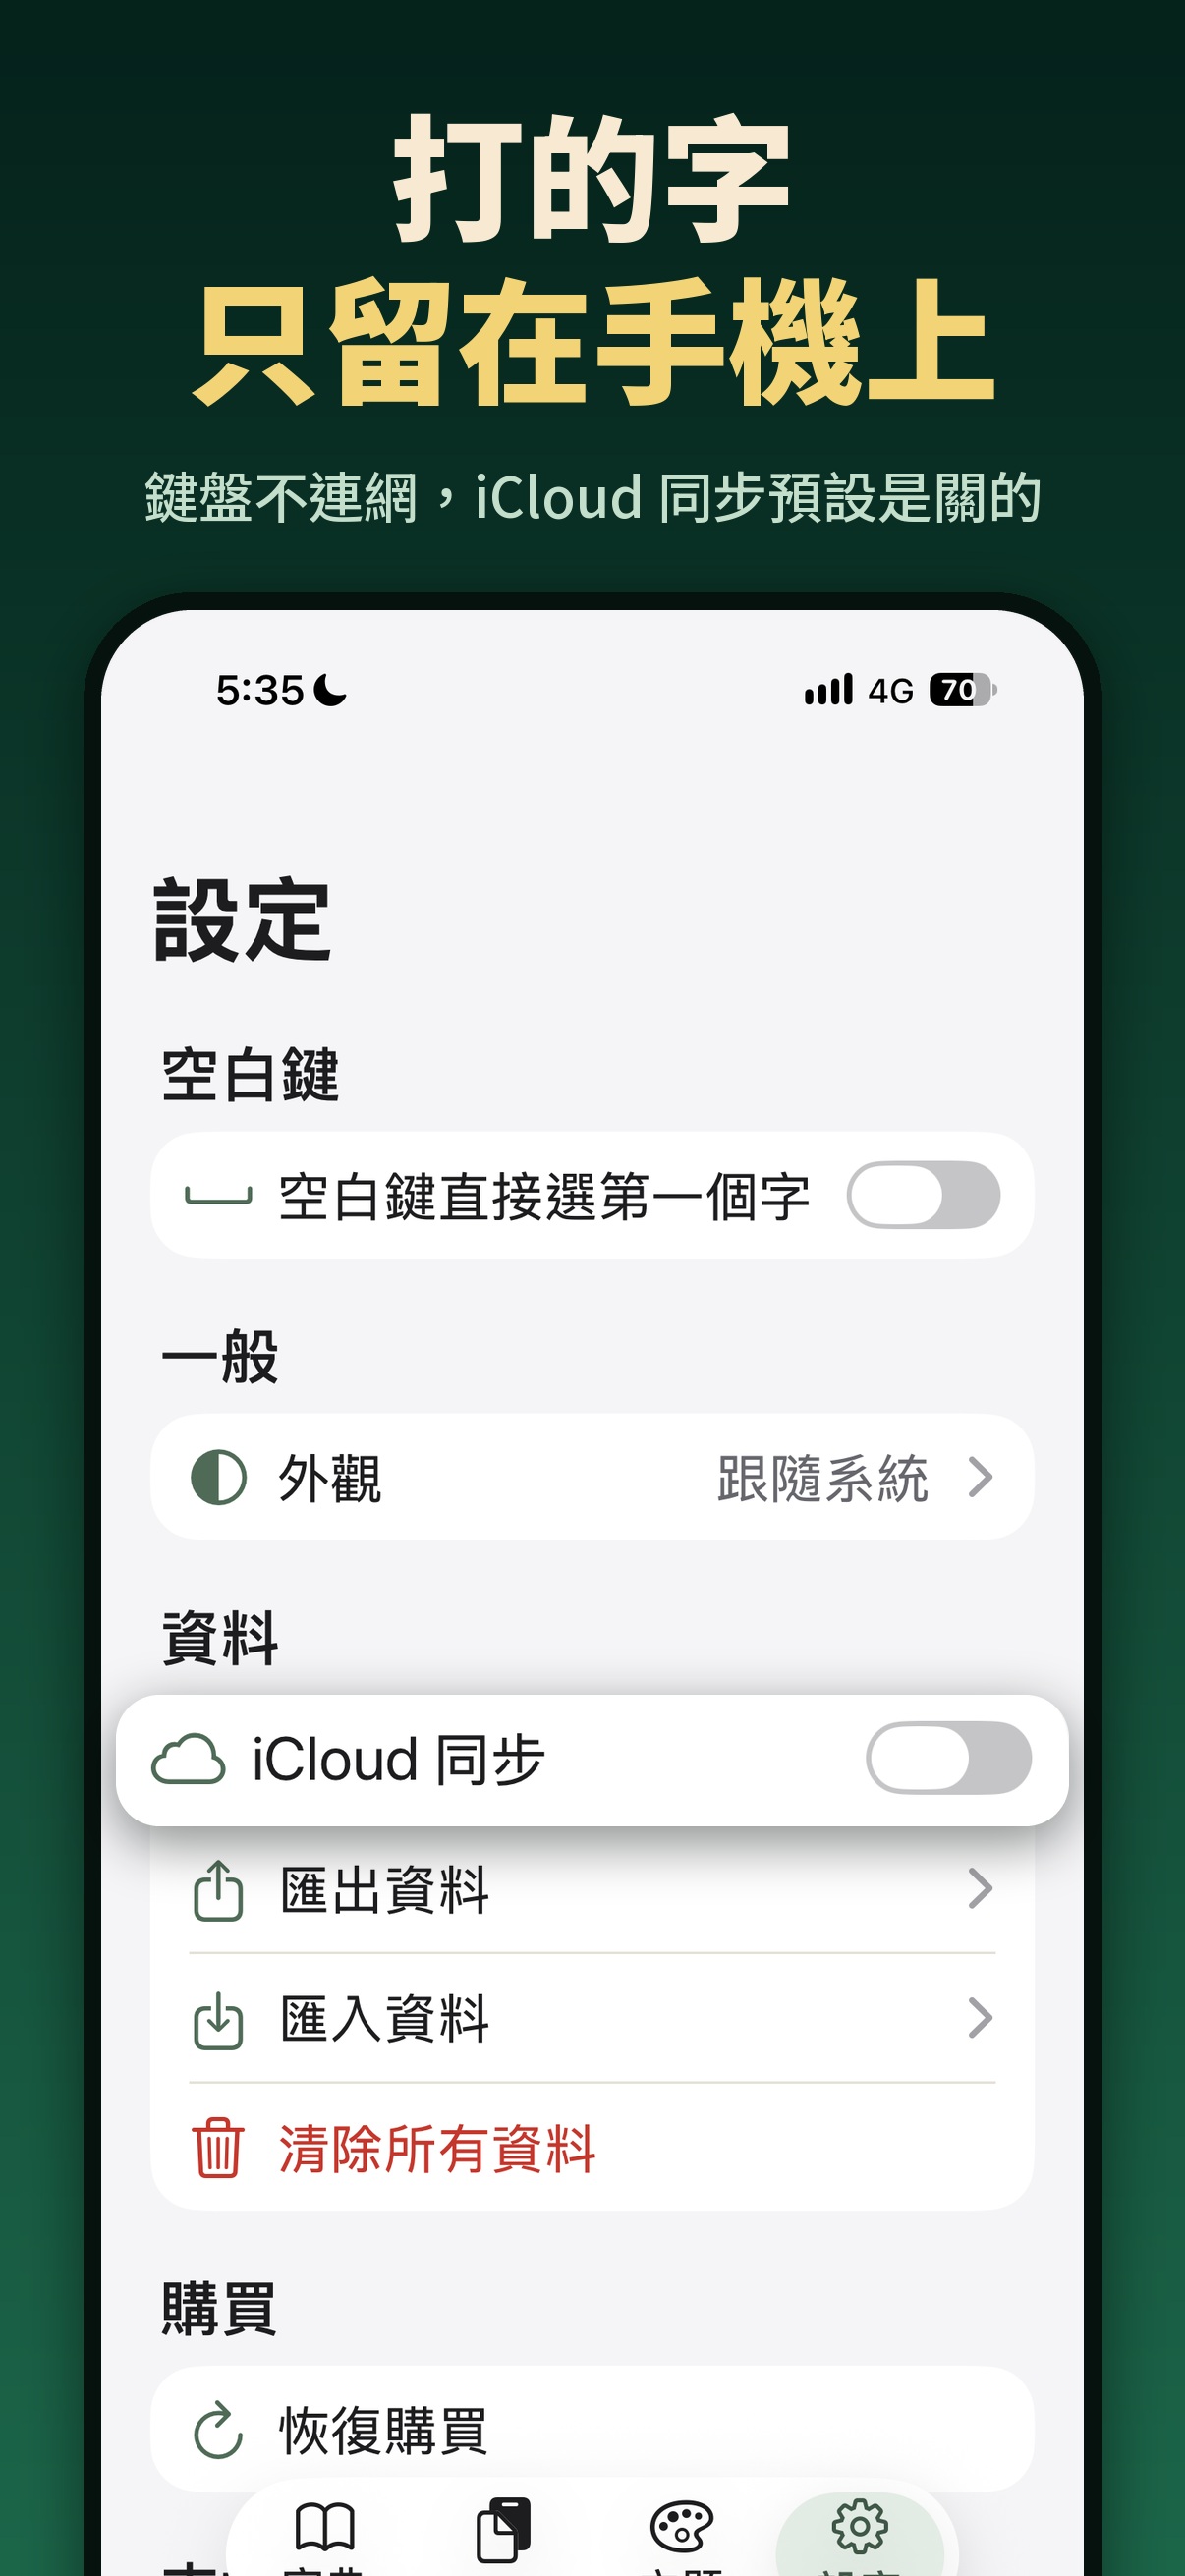 打的字
只留在手機上
鍵盤不連網，iCloud 同步預設是關的
5:35 4G 70
設定
空白鍵
空白鍵直接選第一個字
一般
外觀 跟隨系統
資料
iCloud 同步
匯出資料
匯入資料
清除所有資料
購買
恢復購買